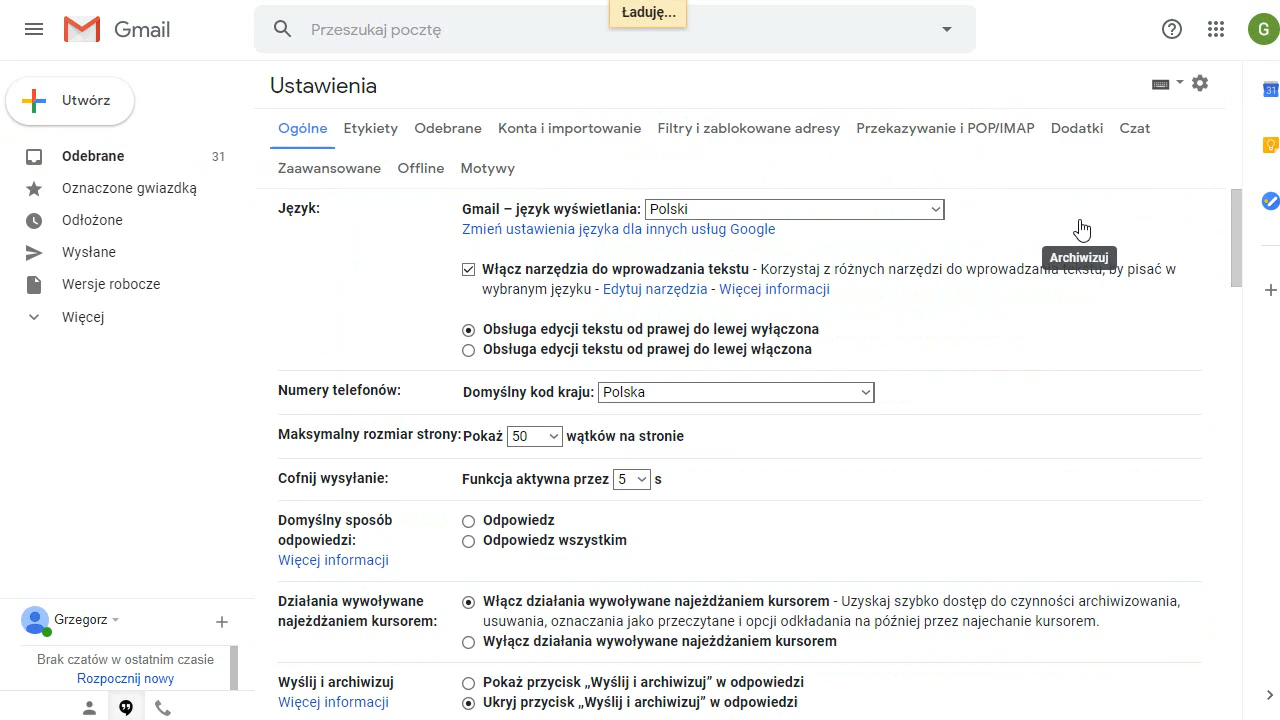 Ładuję...
Gmail
Przeszukaj pocztę
G
Utwórz
Odebrane 31
Oznaczone gwiazdką
Odłożone
Wysłane
Wersje robocze
Więcej
Grzegorz
Brak czatów w ostatnim czasie
Rozpocznij nowy
Ustawienia
Ogólne Etykiety Odebrane Konta i importowanie Filtry i zablokowane adresy Przekazywanie i POP/IMAP Dodatki Czat
Zaawansowane Offline Motywy
Język: Gmail – język wyświetlania: Polski
Zmień ustawienia języka dla innych usług Google
Archiwizuj
Włącz narzędzia do wprowadzania tekstu - Korzystaj z różnych narzędzi do wprowadzania tekstu, by pisać w
wybranym języku - Edytuj narzędzia - Więcej informacji
Obsługa edycji tekstu od prawej do lewej wyłączona
Obsługa edycji tekstu od prawej do lewej włączona
Numery telefonów: Domyślny kod kraju: Polska
Maksymalny rozmiar strony: Pokaż 50 wątków na stronie
Cofnij wysyłanie: Funkcja aktywna przez 5 s
Domyślny sposób
odpowiedzi:
Więcej informacji
Odpowiedz
Odpowiedz wszystkim
Działania wywoływane
najeżdżaniem kursorem:
Włącz działania wywoływane najeżdżaniem kursorem - Uzyskaj szybko dostęp do czynności archiwizowania,
usuwania, oznaczania jako przeczytane i opcji odkładania na później przez najechanie kursorem.
Wyłącz działania wywoływane najeżdżaniem kursorem
Wyślij i archiwizuj
Więcej informacji
Pokaż przycisk „Wyślij i archiwizuj” w odpowiedzi
Ukryj przycisk „Wyślij i archiwizuj” w odpowiedzi
31